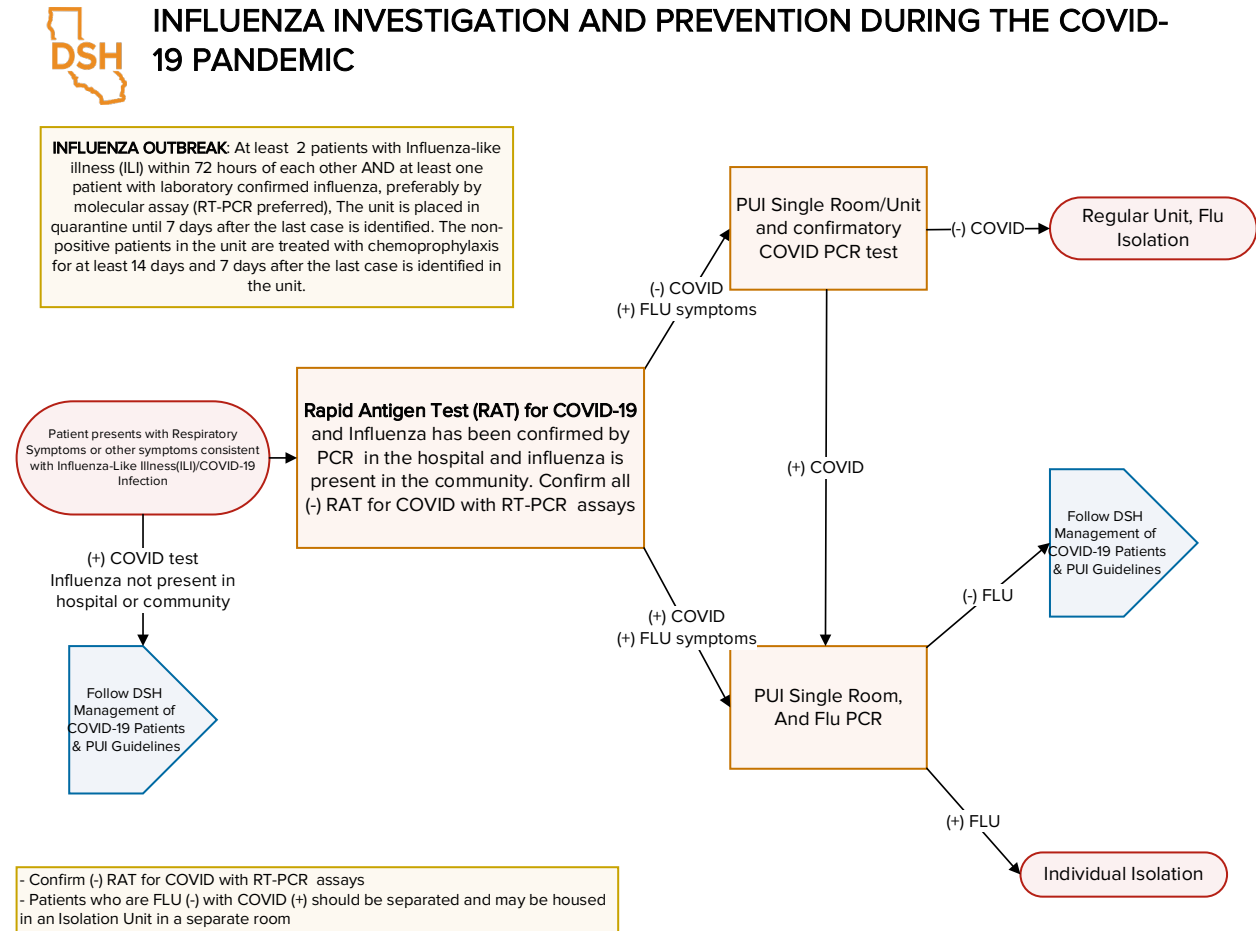 INFLUENZA INVESTIGATION AND PREVENTION DURING THE COVID-
19 PANDEMIC
DSH
INFLUENZA OUTBREAK: At least 2 patients with Influenza-like
illness (ILI) within 72 hours of each other AND at least one
patient with laboratory confirmed influenza, preferably by
molecular assay (RT-PCR preferred), The unit is placed in
quarantine until 7 days after the last case is identified. The non-
positive patients in the unit are treated with chemoprophylaxis
for at least 14 days and 7 days after the last case is identified in
the unit.
PUI Single Room/Unit
and confirmatory
COVID PCR test
(-) COVID
Regular Unit, Flu
Isolation
(-) COVID
(+) FLU symptoms
Patient presents with Respiratory
Symptoms or other symptoms consistent
with Influenza-Like Illness(ILI)/COVID-19
Infection
Rapid Antigen Test (RAT) for COVID-19
and Influenza has been confirmed by
PCR in the hospital and influenza is
present in the community. Confirm all
(-) RAT for COVID with RT-PCR assays
(+) COVID
Follow DSH
Management of
COVID-19 Patients
& PUI Guidelines
(+) COVID test
Influenza not present in
hospital or community
(-) FLU
(+) COVID
(+) FLU symptoms
PUI Single Room,
And Flu PCR
Follow DSH
Management of
COVID-19 Patients
& PUI Guidelines
(+) FLU
Individual Isolation
- Confirm (-) RAT for COVID with RT-PCR assays
- Patients who are FLU (-) with COVID (+) should be separated and may be housed
in an Isolation Unit in a separate room